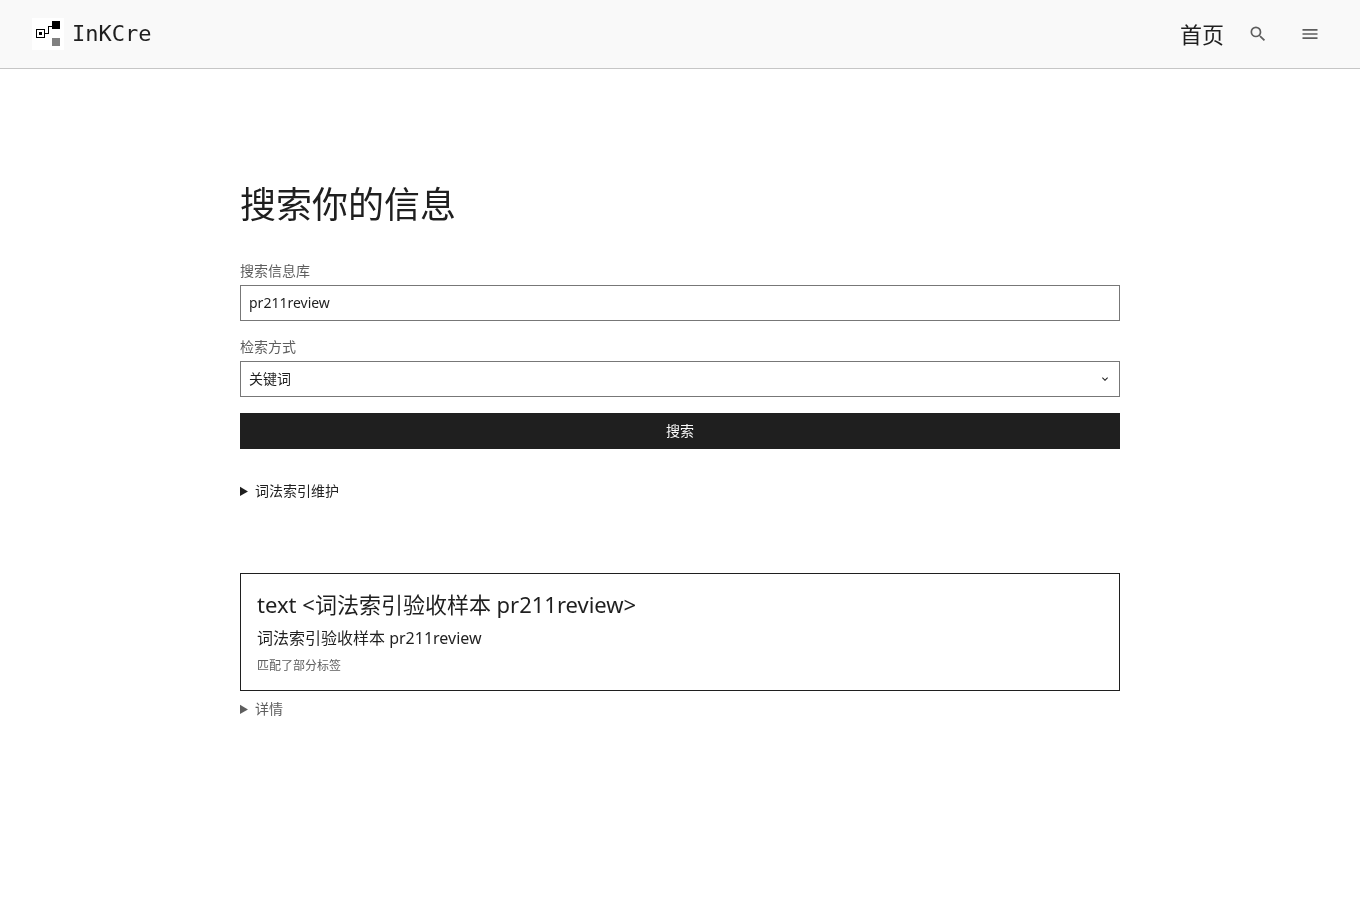 InKCre
首页
搜索你的信息
搜索信息库
pr211review
检索方式
关键词
搜索
词法索引维护
text <词法索引验收样本 pr211review>
词法索引验收样本 pr211review
匹配了部分标签
详情